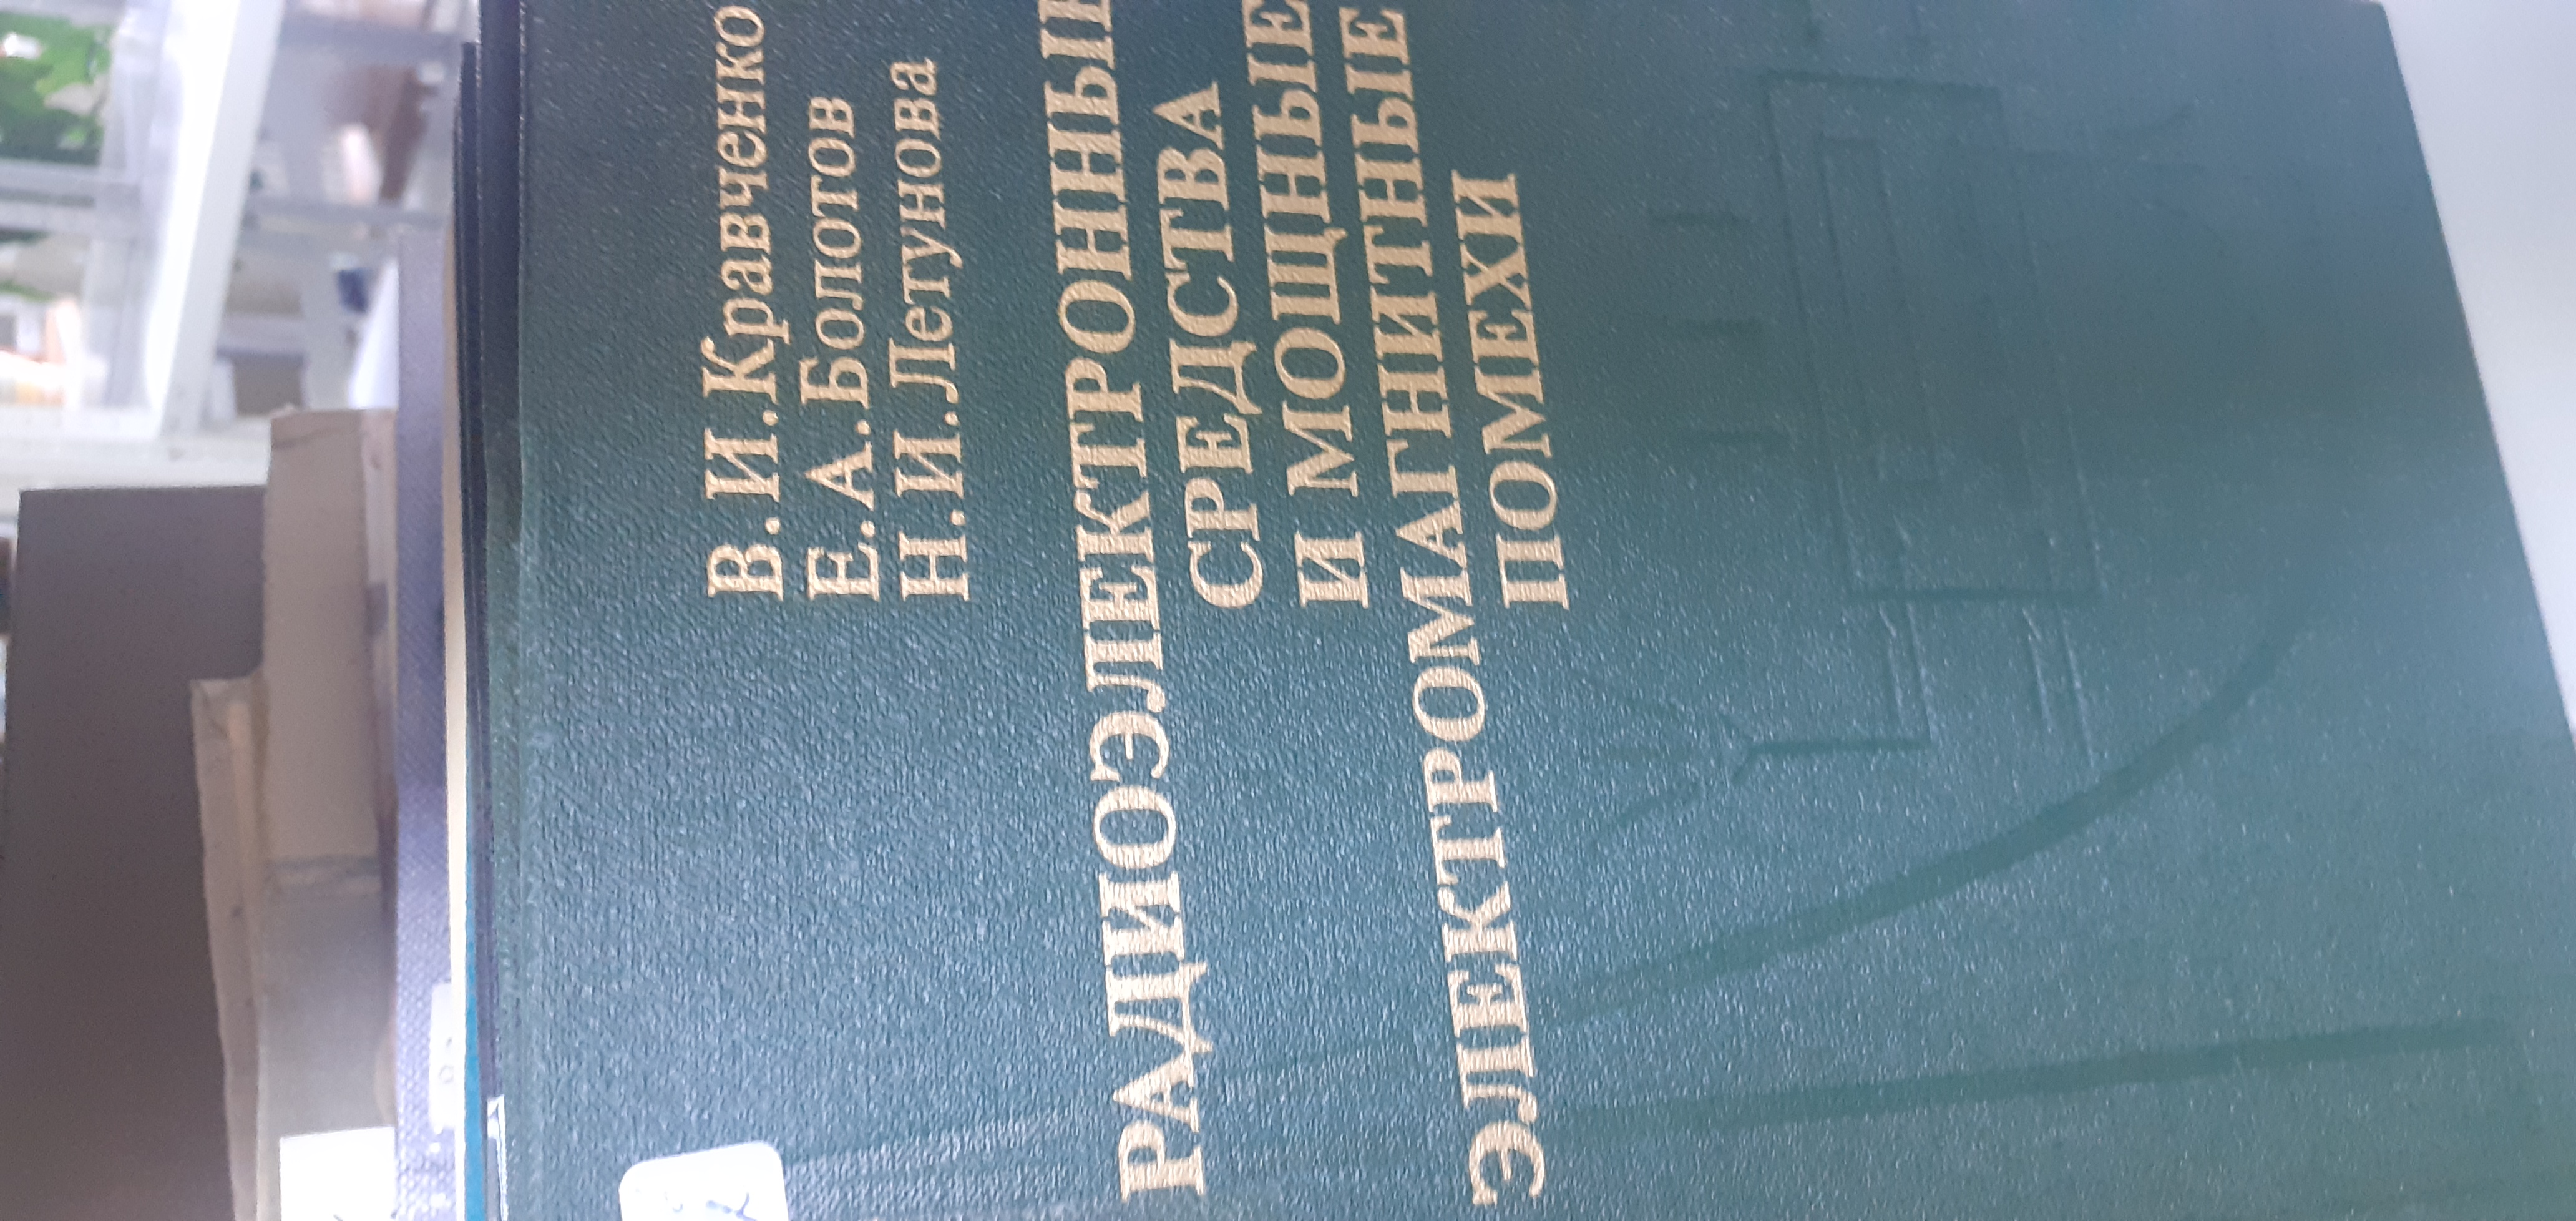 В.И.Кравченко
Е.А.Болотов
Н.И.Летунова
РАДИОЭЛЕКТРОННЫЕ
СРЕДСТВА
И МОЩНЫЕ
ЭЛЕКТРОМАГНИТНЫЕ
ПОМЕХИ